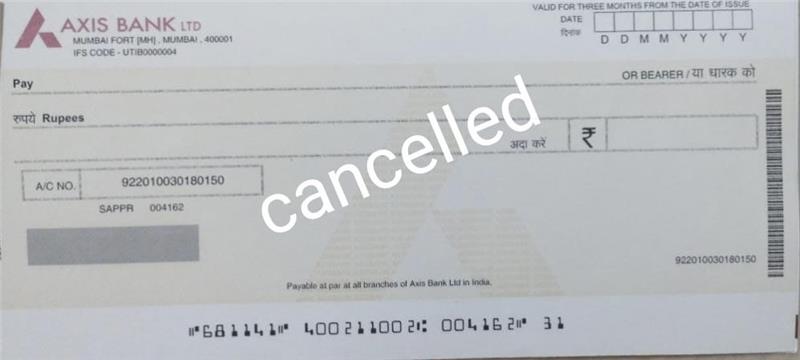 AXIS BANK LTD
MUMBAI FORT [MH] , MUMBAI , 400001
IFS CODE - UTIB0000004
VALID FOR THREE MONTHS FROM THE DATE OF ISSUE
DATE
दिनांक
D D M M Y Y Y Y
Pay
OR BEARER / या धारक को
रुपये Rupees
अदा करें ₹
cancelled
A/C NO. 922010030180150
SAPPR 004162
922010030180150
Payable at par at all branches of Axis Bank Ltd in India.
⑈681141⑈ 400211002⑆ 004162⑈ 31